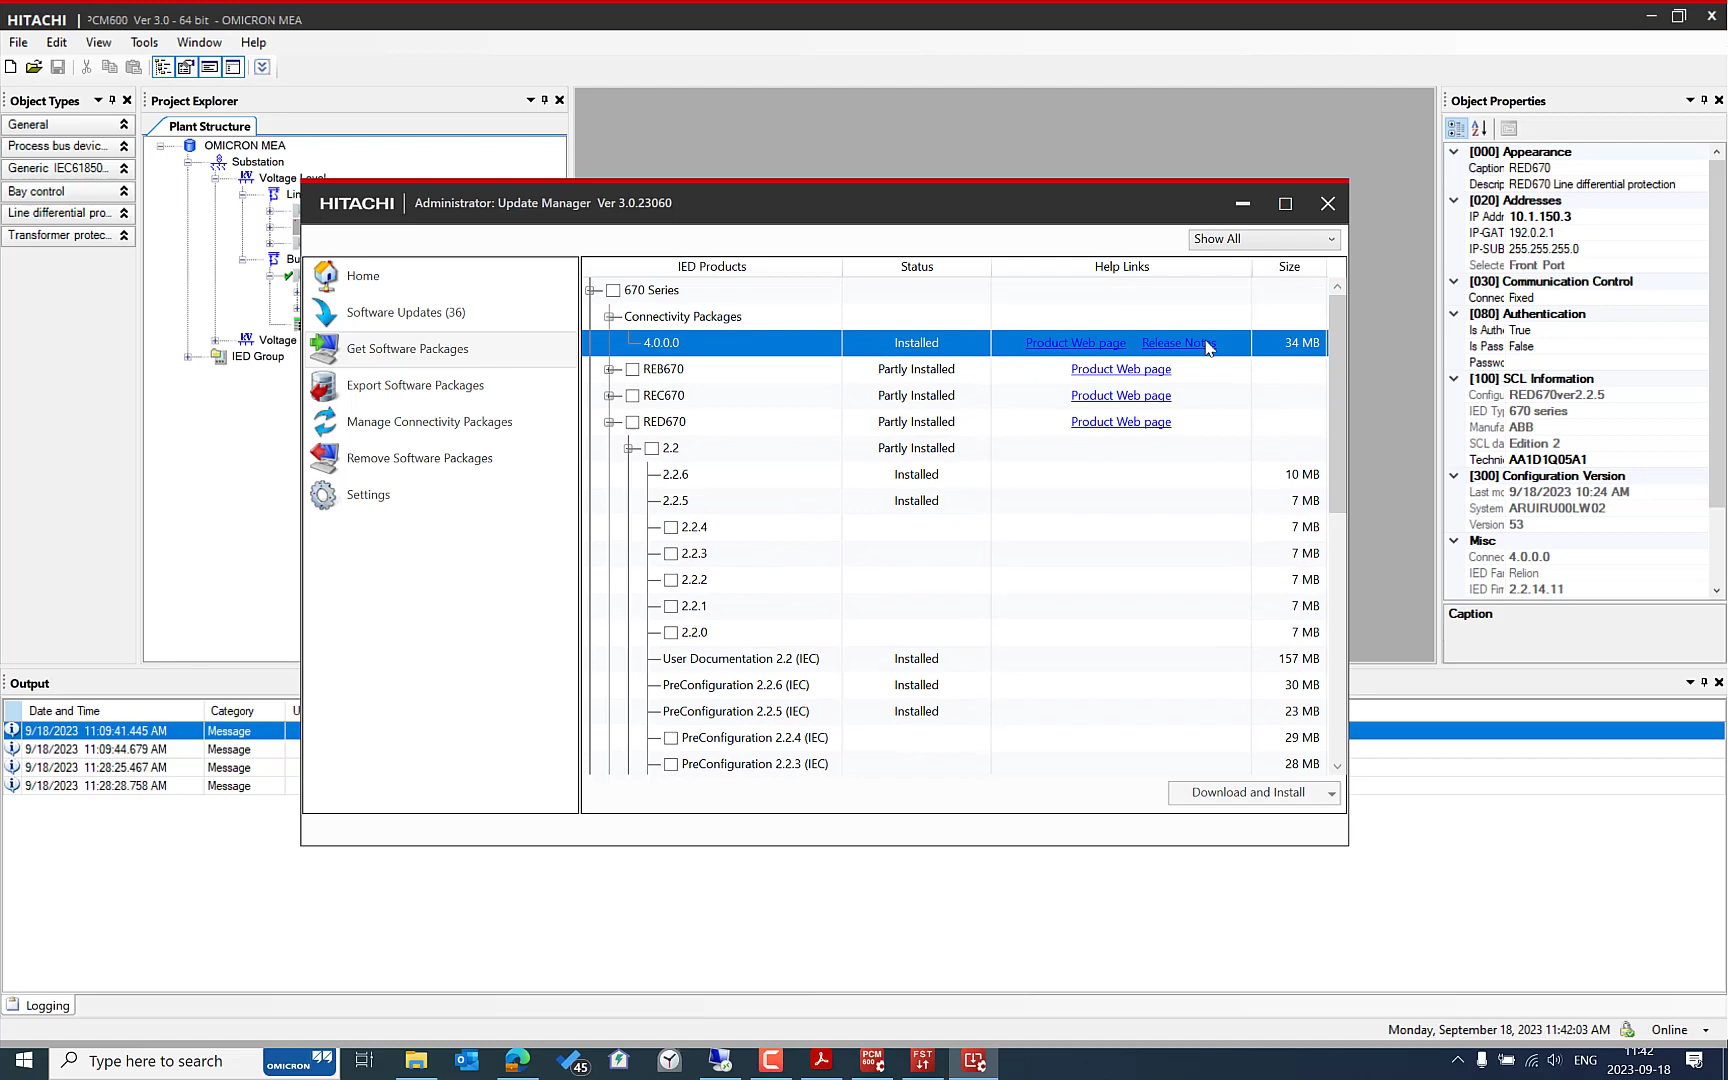 HITACHI PCM600 Ver 3.0 - 64 bit - OMICRON MEA
File Edit View Tools Window Help
Object Types
General
Process bus devic...
Generic IEC61850...
Bay control
Line differential pro...
Transformer protec...
Project Explorer
Plant Structure
OMICRON MEA
Substation
Voltage Level
Lin
Bu
Voltage
IED Group
HITACHI Administrator: Update Manager Ver 3.0.23060
Show All
Home
Software Updates (36)
Get Software Packages
Export Software Packages
Manage Connectivity Packages
Remove Software Packages
Settings
IED Products Status Help Links Size
670 Series
Connectivity Packages
4.0.0.0 Installed Product Web page Release Notes 34 MB
REB670 Partly Installed Product Web page
REC670 Partly Installed Product Web page
RED670 Partly Installed Product Web page
2.2 Partly Installed
2.2.6 Installed 10 MB
2.2.5 Installed 7 MB
2.2.4 7 MB
2.2.3 7 MB
2.2.2 7 MB
2.2.1 7 MB
2.2.0 7 MB
User Documentation 2.2 (IEC) Installed 157 MB
PreConfiguration 2.2.6 (IEC) Installed 30 MB
PreConfiguration 2.2.5 (IEC) Installed 23 MB
PreConfiguration 2.2.4 (IEC) 29 MB
PreConfiguration 2.2.3 (IEC) 28 MB
Download and Install
Object Properties
[000] Appearance
Caption RED670
Descrip RED670 Line differential protection
[020] Addresses
IP Addr 10.1.150.3
IP-GAT 192.0.2.1
IP-SUB 255.255.255.0
Selecte Front Port
[030] Communication Control
Connec Fixed
[080] Authentication
Is Authe True
Is Pass False
Passwo
[100] SCL Information
Configu RED670ver2.2.5
IED Ty 670 series
Manufa ABB
SCL da Edition 2
Technic AA1D1Q05A1
[300] Configuration Version
Last mo 9/18/2023 10:24 AM
System ARUIRU00LW02
Version 53
Misc
Connec 4.0.0.0
IED Fai Relion
IED Fir 2.2.14.11
Caption
Output
Date and Time Category U
9/18/2023 11:09:41.445 AM Message
9/18/2023 11:09:44.679 AM Message
9/18/2023 11:28:25.467 AM Message
9/18/2023 11:28:28.758 AM Message
Logging
Monday, September 18, 2023 11:42:03 AM Online
Type here to search OMICRON 45 PCM 600 FST ENG 11:42
2023-09-18